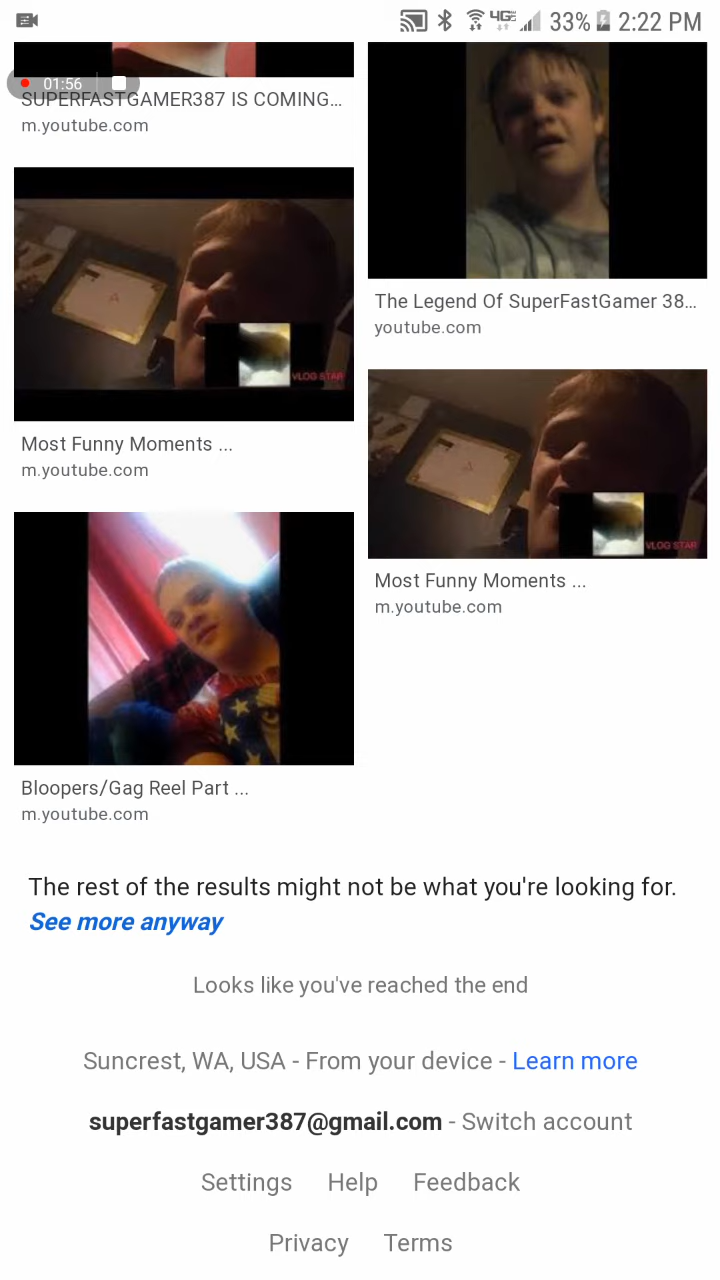 4GE 33% 2:22 PM
01:56
SUPERFASTGAMER387 IS COMING...
m.youtube.com
VLOG STAR
Most Funny Moments ...
m.youtube.com
Bloopers/Gag Reel Part ...
m.youtube.com
The Legend Of SuperFastGamer 38...
youtube.com
VLOG STAR
Most Funny Moments ...
m.youtube.com
The rest of the results might not be what you're looking for.
See more anyway
Looks like you've reached the end
Suncrest, WA, USA - From your device - Learn more
superfastgamer387@gmail.com - Switch account
Settings Help Feedback
Privacy Terms